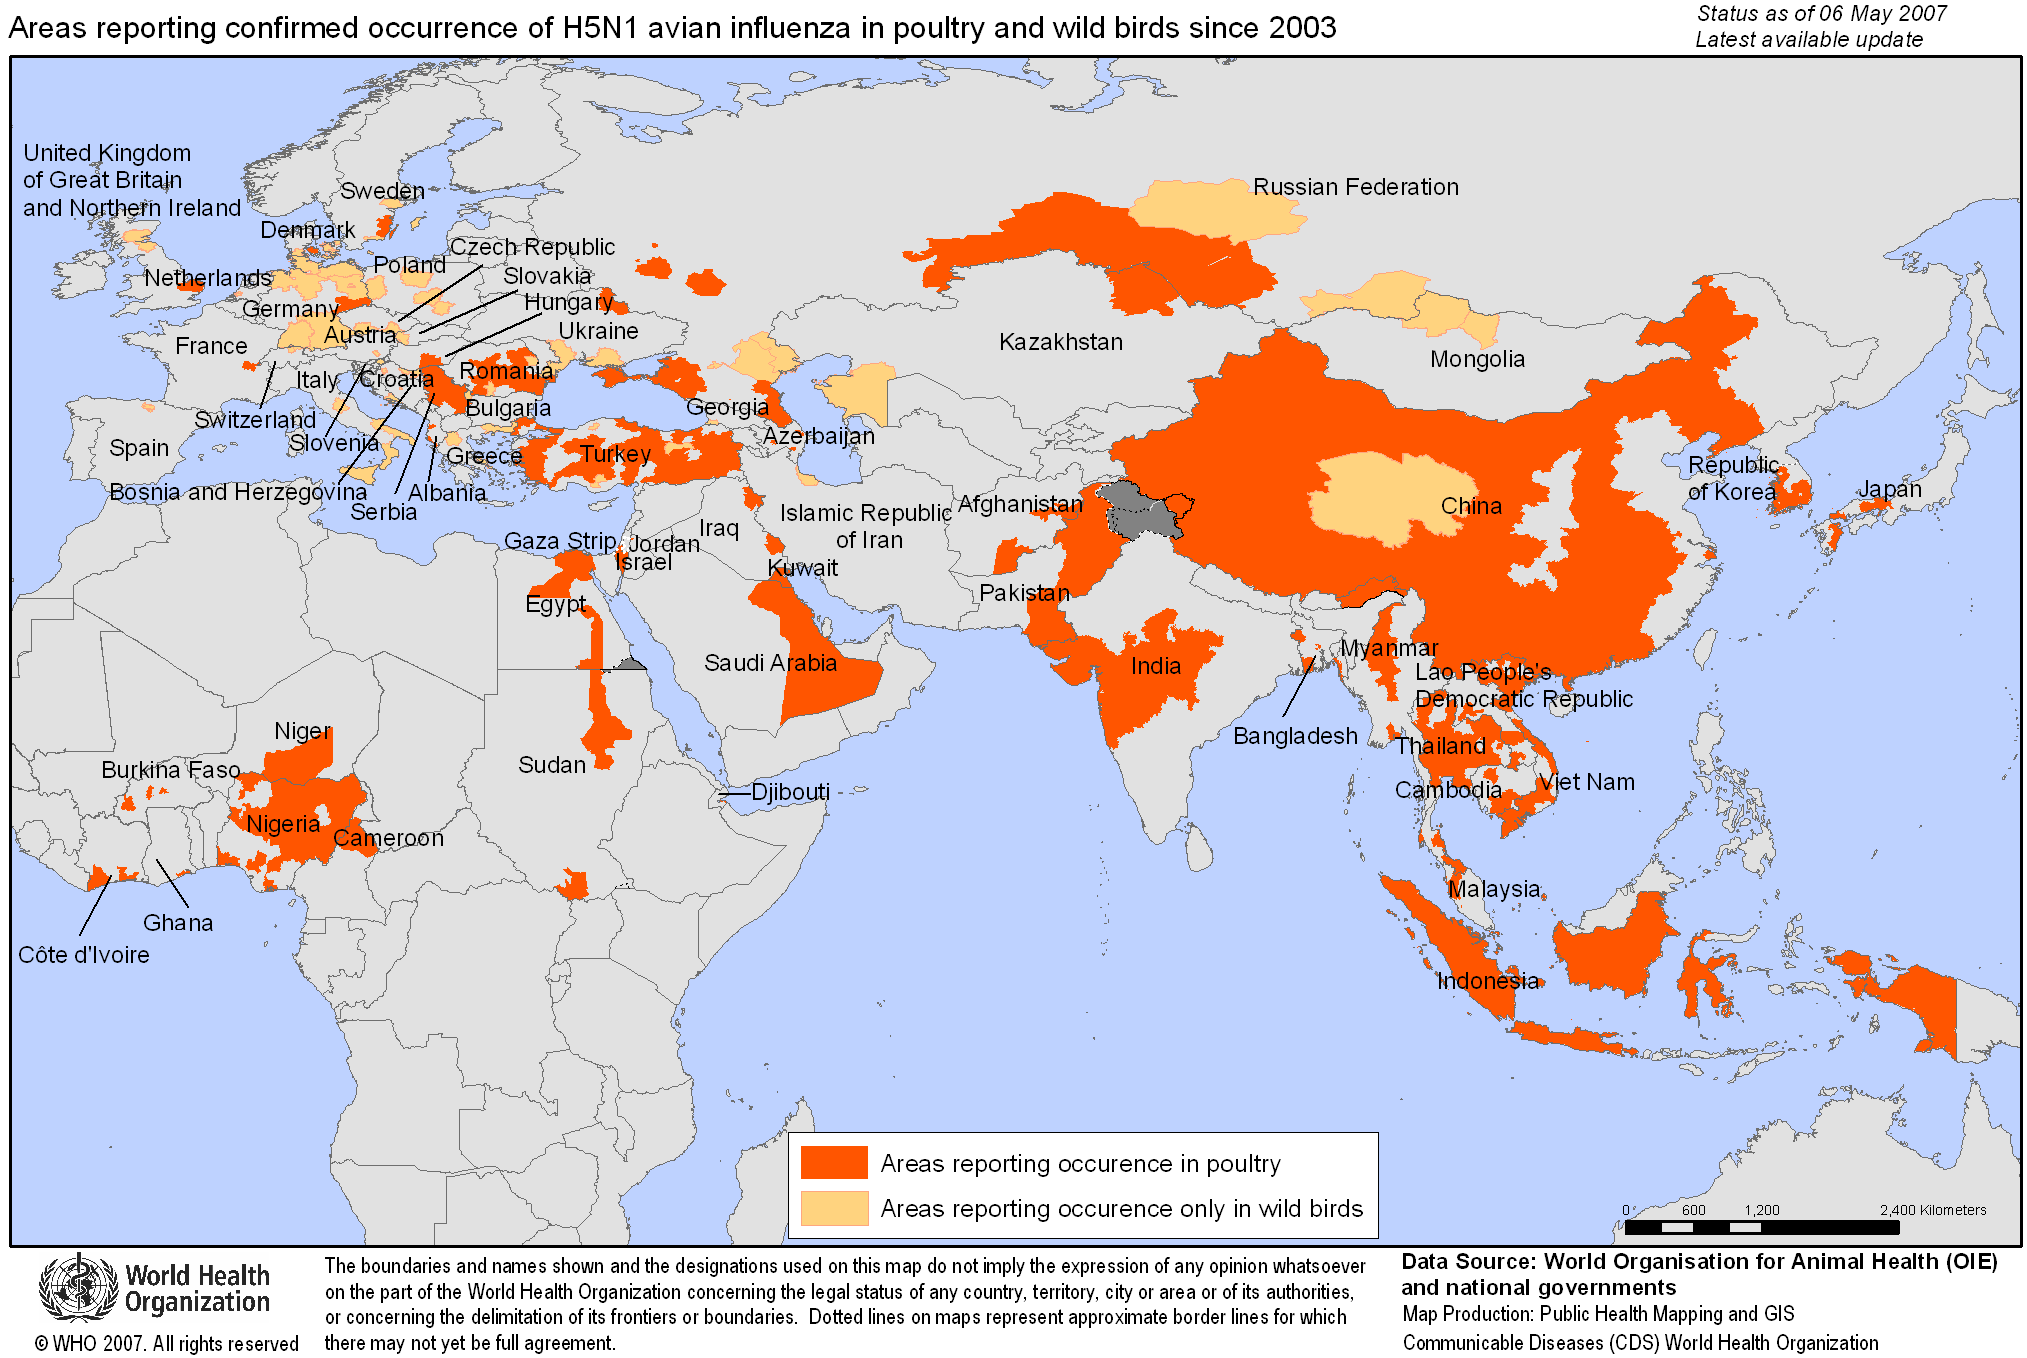 Areas reporting confirmed occurrence of H5N1 avian influenza in poultry and wild birds since 2003
Status as of 06 May 2007
Latest available update
United Kingdom
of Great Britain
and Northern Ireland
Sweden
Denmark
Russian Federation
Czech Republic
Netherlands
Poland
Slovakia
Germany
Hungary
Austria
Ukraine
France
Kazakhstan
Mongolia
Italy
Croatia
Romania
Switzerland
Bulgaria
Georgia
Slovenia
Azerbaijan
Spain
Greece
Turkey
Bosnia and Herzegovina
Albania
Serbia
Republic
of Korea
Japan
Afghanistan
China
Islamic Republic
of Iran
Iraq
Gaza Strip
Jordan
Israel
Kuwait
Pakistan
Egypt
Myanmar
Saudi Arabia
India
Lao People's
Democratic Republic
Niger
Bangladesh
Thailand
Burkina Faso
Sudan
Djibouti
Cambodia
Viet Nam
Nigeria
Cameroon
Malaysia
Ghana
Côte d'Ivoire
Indonesia
Areas reporting occurence in poultry
Areas reporting occurence only in wild birds
0 600 1,200 2,400 Kilometers
World Health
Organization
© WHO 2007. All rights reserved
The boundaries and names shown and the designations used on this map do not imply the expression of any opinion whatsoever
on the part of the World Health Organization concerning the legal status of any country, territory, city or area or of its authorities,
or concerning the delimitation of its frontiers or boundaries. Dotted lines on maps represent approximate border lines for which
there may not yet be full agreement.
Data Source: World Organisation for Animal Health (OIE)
and national governments
Map Production: Public Health Mapping and GIS
Communicable Diseases (CDS) World Health Organization